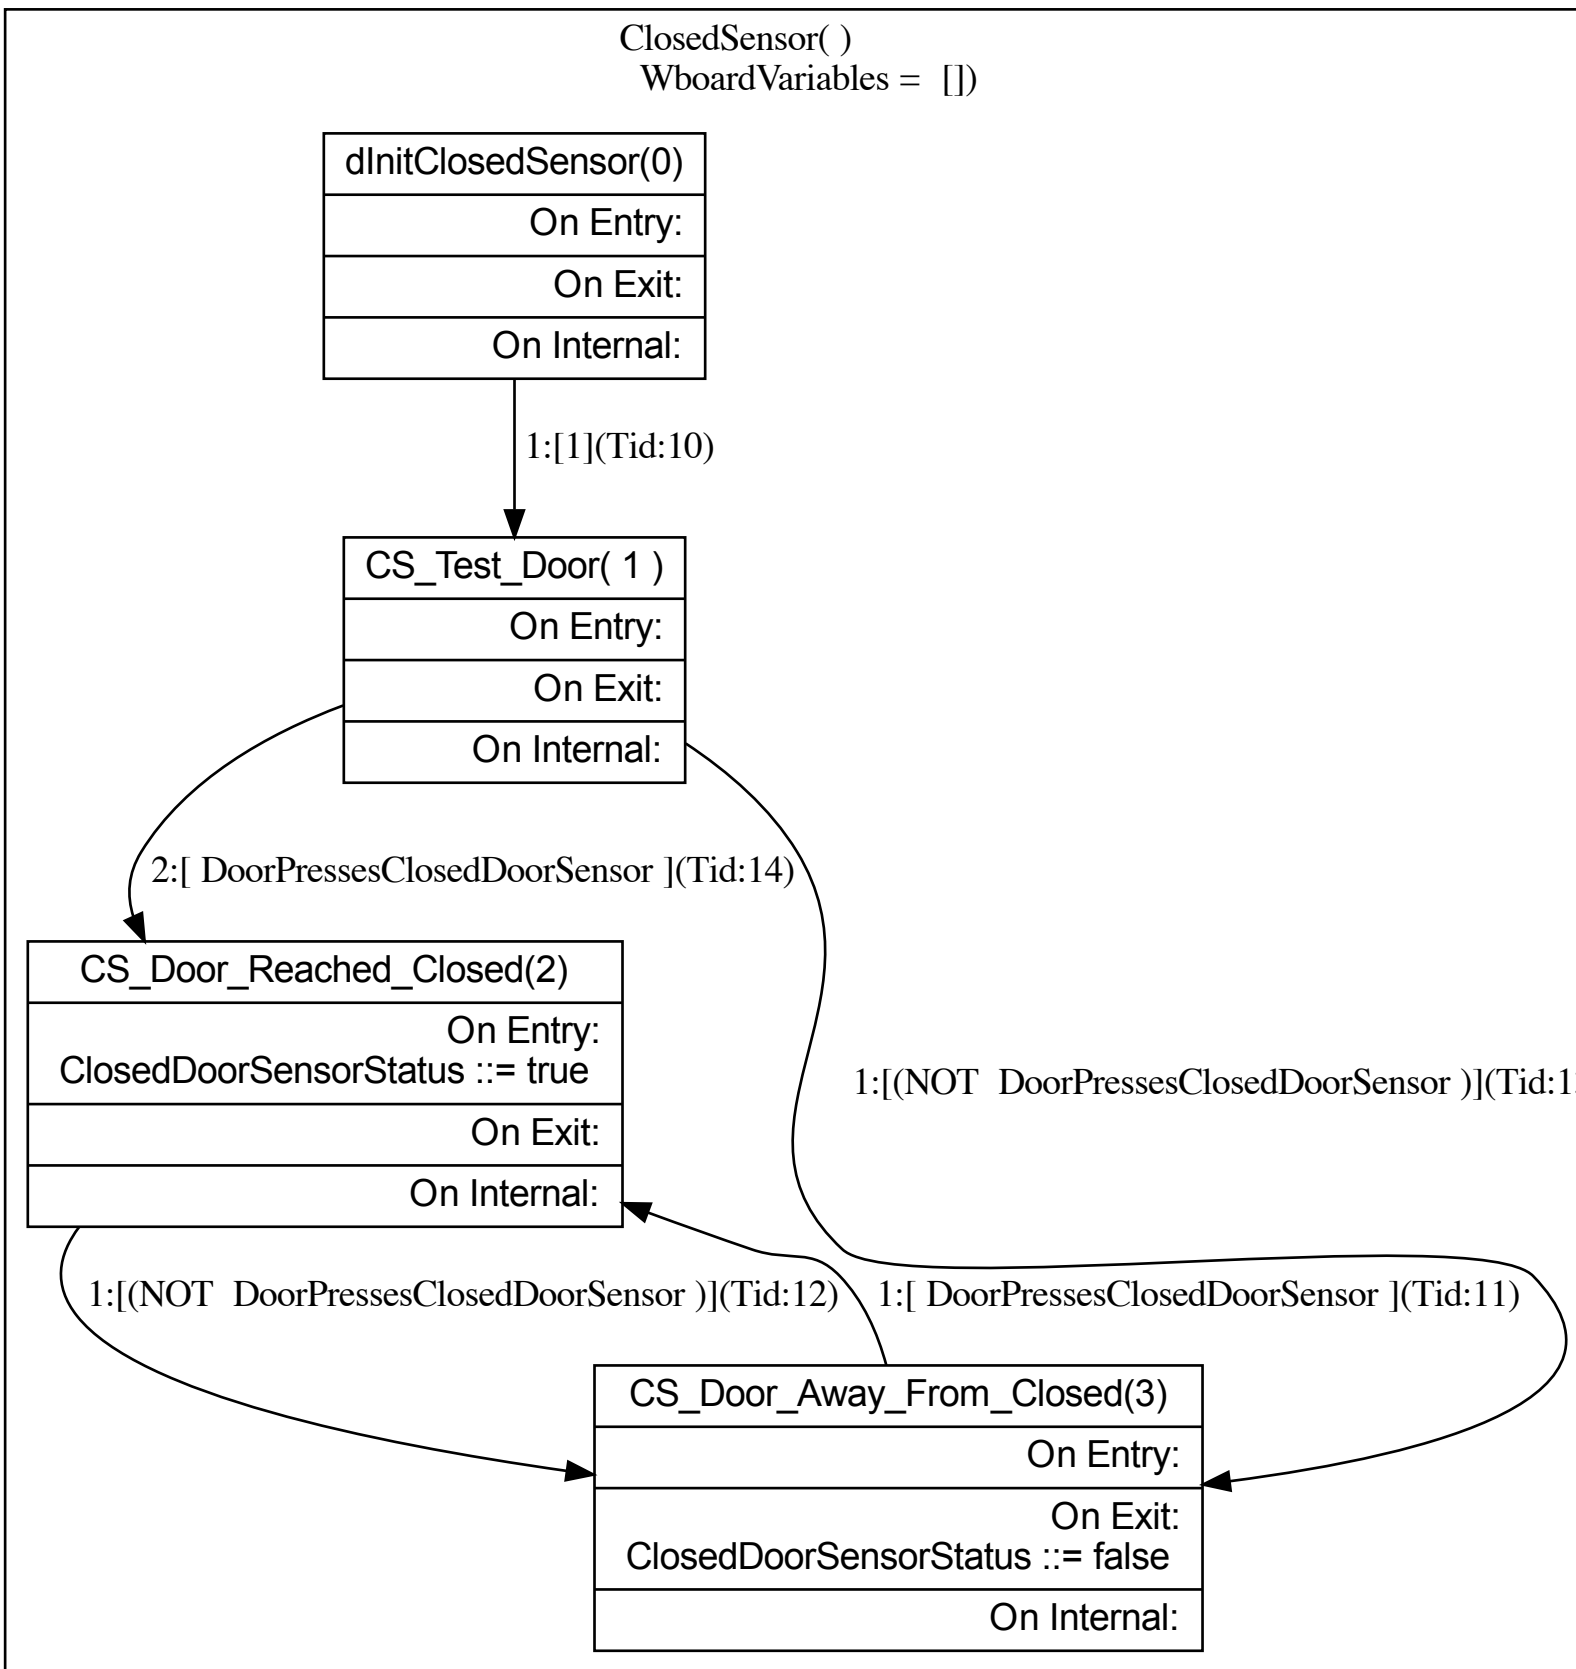 ClosedSensor( )
WboardVariables = [])
dInitClosedSensor(0)
On Entry:
On Exit:
On Internal:
1:[1](Tid:10)
CS_Test_Door( 1 )
On Entry:
On Exit:
On Internal:
2:[ DoorPressesClosedDoorSensor ](Tid:14)
CS_Door_Reached_Closed(2)
On Entry:
ClosedDoorSensorStatus ::= true
On Exit:
On Internal:
1:[(NOT DoorPressesClosedDoorSensor )](Tid:1
1:[(NOT DoorPressesClosedDoorSensor )](Tid:12)
1:[ DoorPressesClosedDoorSensor ](Tid:11)
CS_Door_Away_From_Closed(3)
On Entry:
On Exit:
ClosedDoorSensorStatus ::= false
On Internal: